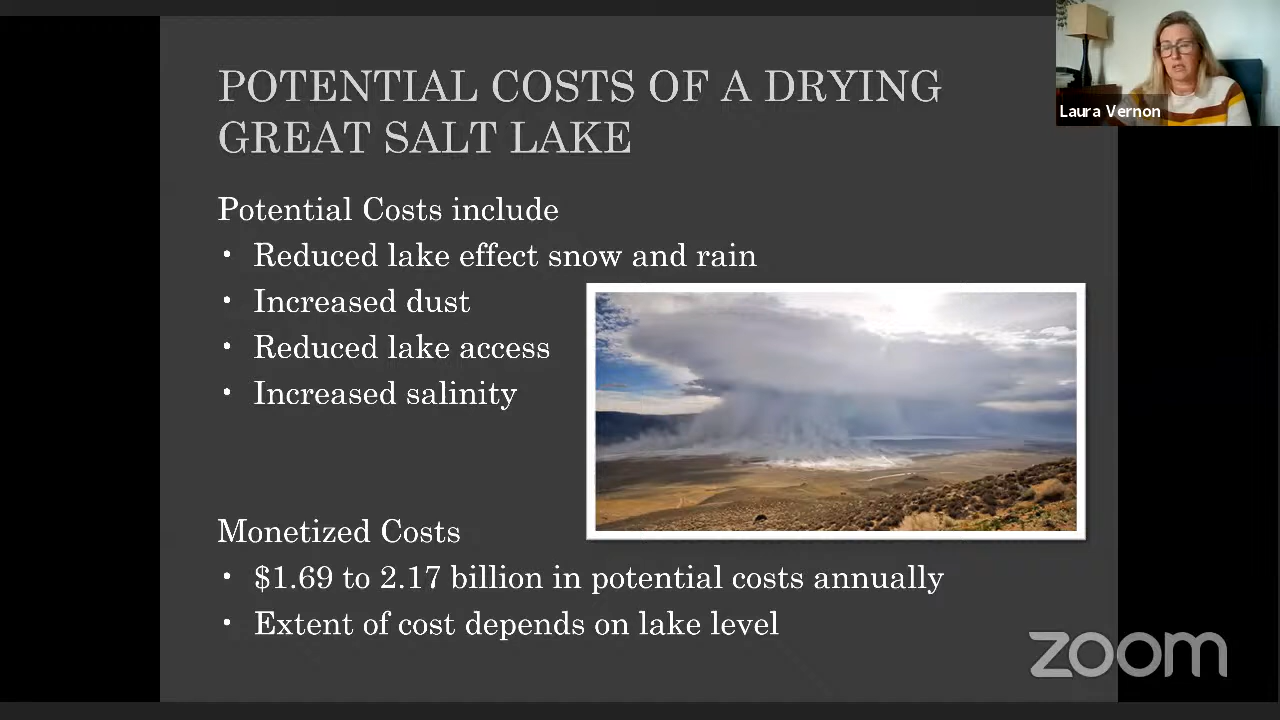 POTENTIAL COSTS OF A DRYING
GREAT SALT LAKE
Laura Vernon
Potential Costs include
• Reduced lake effect snow and rain
• Increased dust
• Reduced lake access
• Increased salinity
Monetized Costs
• $1.69 to 2.17 billion in potential costs annually
• Extent of cost depends on lake level
zoom